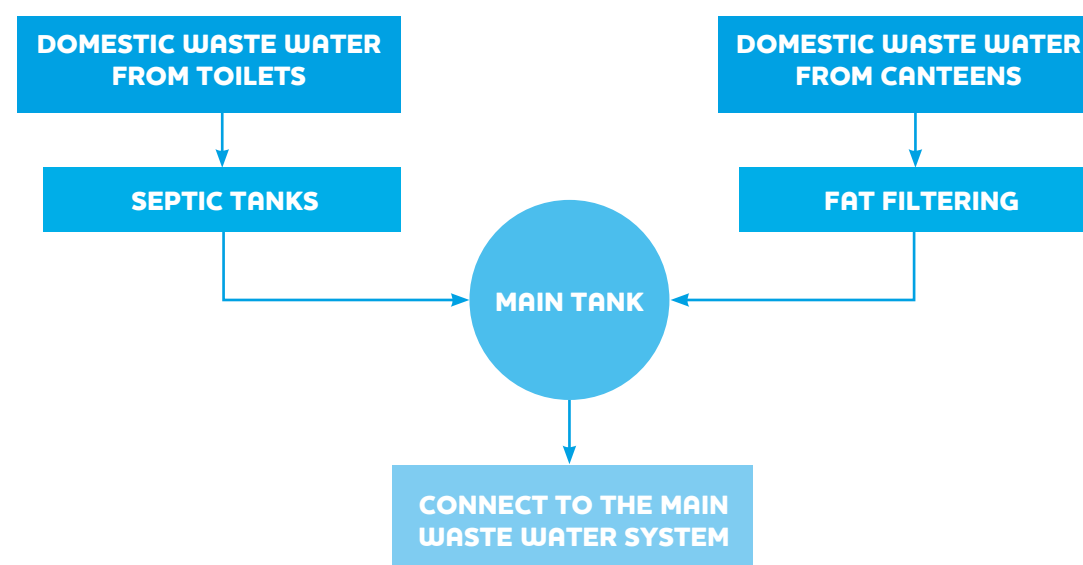 DOMESTIC WASTE WATER
FROM TOILETS
DOMESTIC WASTE WATER
FROM CANTEENS
SEPTIC TANKS
FAT FILTERING
MAIN TANK
CONNECT TO THE MAIN
WASTE WATER SYSTEM